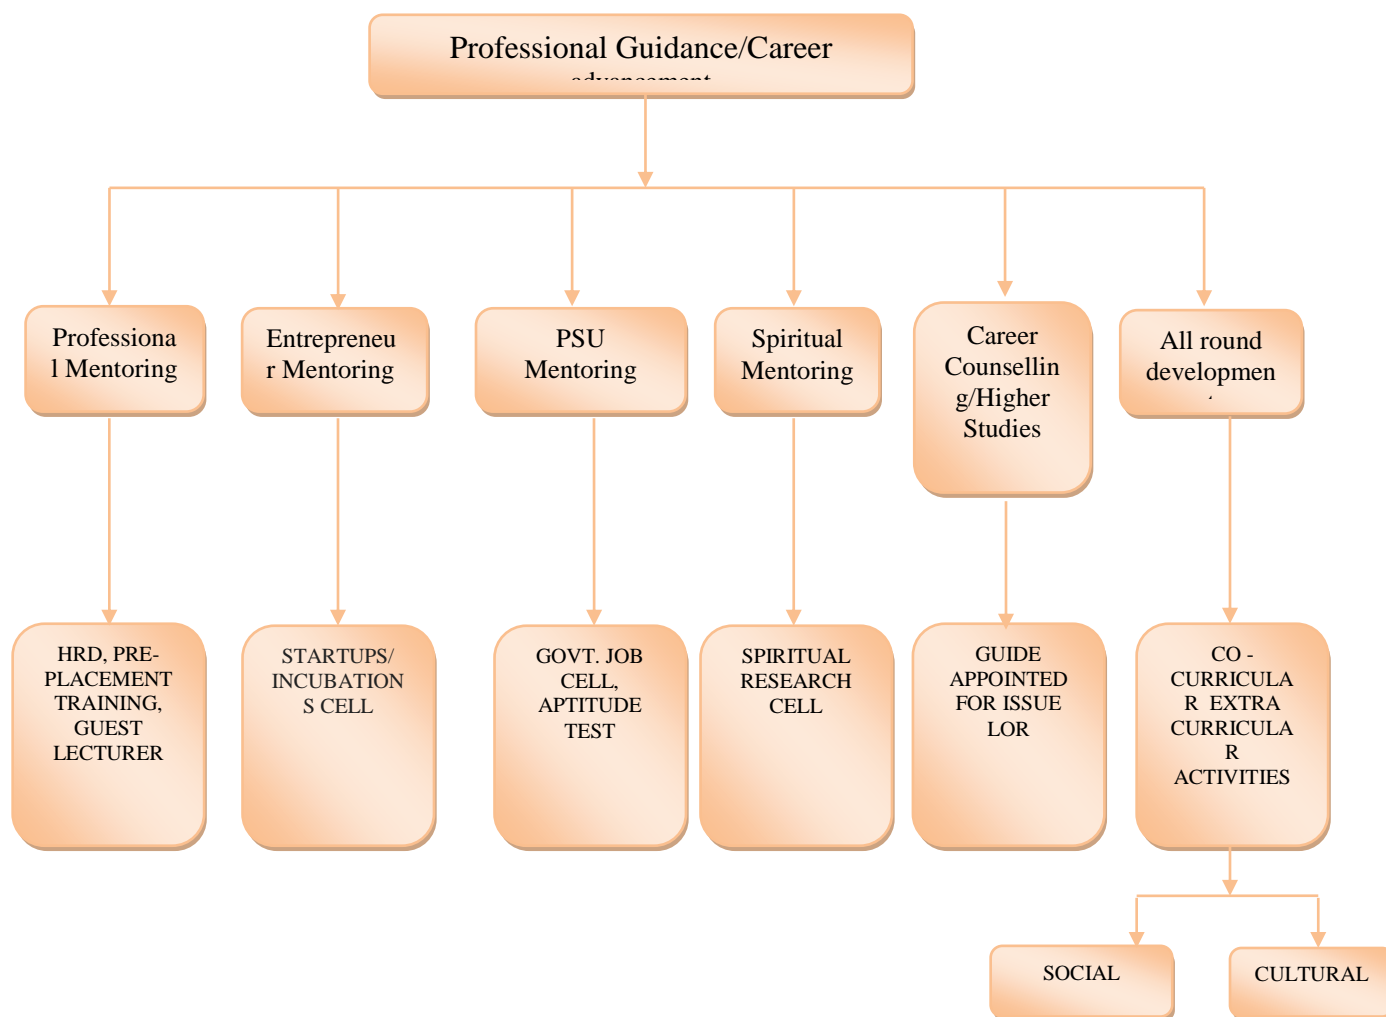 Professional Guidance/Career
advancement
Professiona
l Mentoring
Entrepreneu
r Mentoring
PSU
Mentoring
Spiritual
Mentoring
Career
Counsellin
g/Higher
Studies
All round
developmen
HRD, PRE-
PLACEMENT
TRAINING,
GUEST
LECTURER
STARTUPS/
INCUBATION
S CELL
GOVT. JOB
CELL,
APTITUDE
TEST
SPIRITUAL
RESEARCH
CELL
GUIDE
APPOINTED
FOR ISSUE
LOR
CO -
CURRICULA
R EXTRA
CURRICULA
R
ACTIVITIES
SOCIAL
CULTURAL